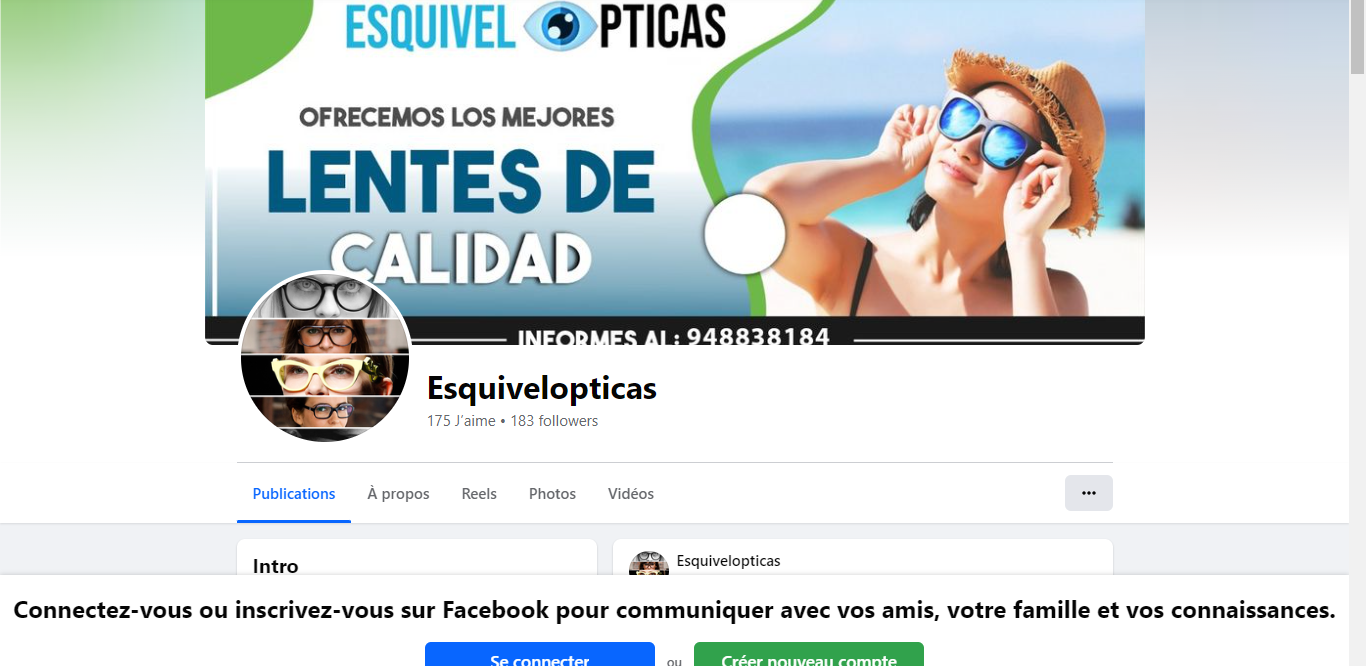 ESQUIVEL PTICAS
OFRECEMOS LOS MEJORES
LENTES DE
CALIDAD
INFORMES AL: 948838184
Esquivelopticas
175 J'aime • 183 followers
Publications À propos Reels Photos Vidéos
Intro
Esquivelopticas
Connectez-vous ou inscrivez-vous sur Facebook pour communiquer avec vos amis, votre famille et vos connaissances.
Se connecter ou Créer nouveau compte